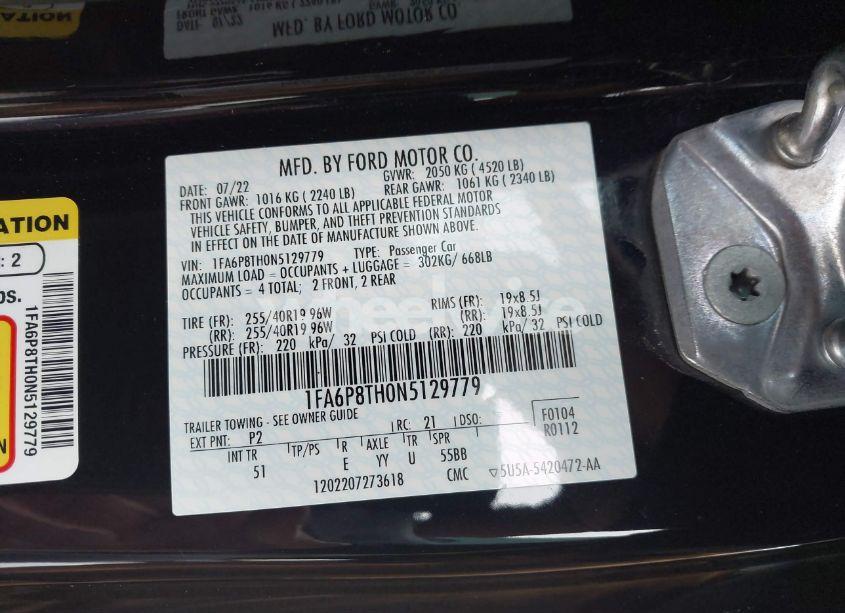 MFD. BY FORD MOTOR CO.
DATE: 07/22
GVWR: 2050 KG ( 4520 LB)
FRONT GAWR: 1016 KG ( 2240 LB)
REAR GAWR: 1061 KG ( 2340 LB)
THIS VEHICLE CONFORMS TO ALL APPLICABLE FEDERAL MOTOR
VEHICLE SAFETY, BUMPER, AND THEFT PREVENTION STANDARDS
IN EFFECT ON THE DATE OF MANUFACTURE SHOWN ABOVE.
VIN: 1FA6P8TH0N5129779 TYPE: Passenger Car
MAXIMUM LOAD = OCCUPANTS + LUGGAGE = 302KG/ 668LB
OCCUPANTS = 4 TOTAL; 2 FRONT, 2 REAR
TIRE (FR): 255/40R19 96W RIMS (FR): 19x8.5J
(RR): 255/40R19 96W (RR): 19x8.5J
PRESSURE (FR): 220 kPa/ 32 PSI COLD (RR): 220 kPa/ 32 PSI COLD
1FA6P8TH0N5129779
TRAILER TOWING - SEE OWNER GUIDE
EXT PNT: P2 RC: 21 DSO: F0104
R0112
INT TR TP/PS R AXLE TR SPR
51 E YY U 55BB
1202207273618 CMC ▽5U5A-5420472-AA
ATION
: 2
bs.
1FA6P8TH0N5129779
N
MFD. BY FORD MOTOR CO.
DATE: 07/22